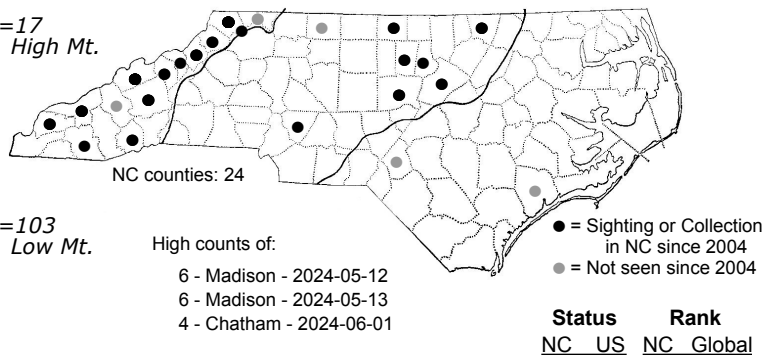 =17
High Mt.
NC counties: 24
=103
Low Mt.
High counts of:
6 - Madison - 2024-05-12
6 - Madison - 2024-05-13
4 - Chatham - 2024-06-01
= Sighting or Collection
in NC since 2004
= Not seen since 2004
Status Rank
NC US NC Global